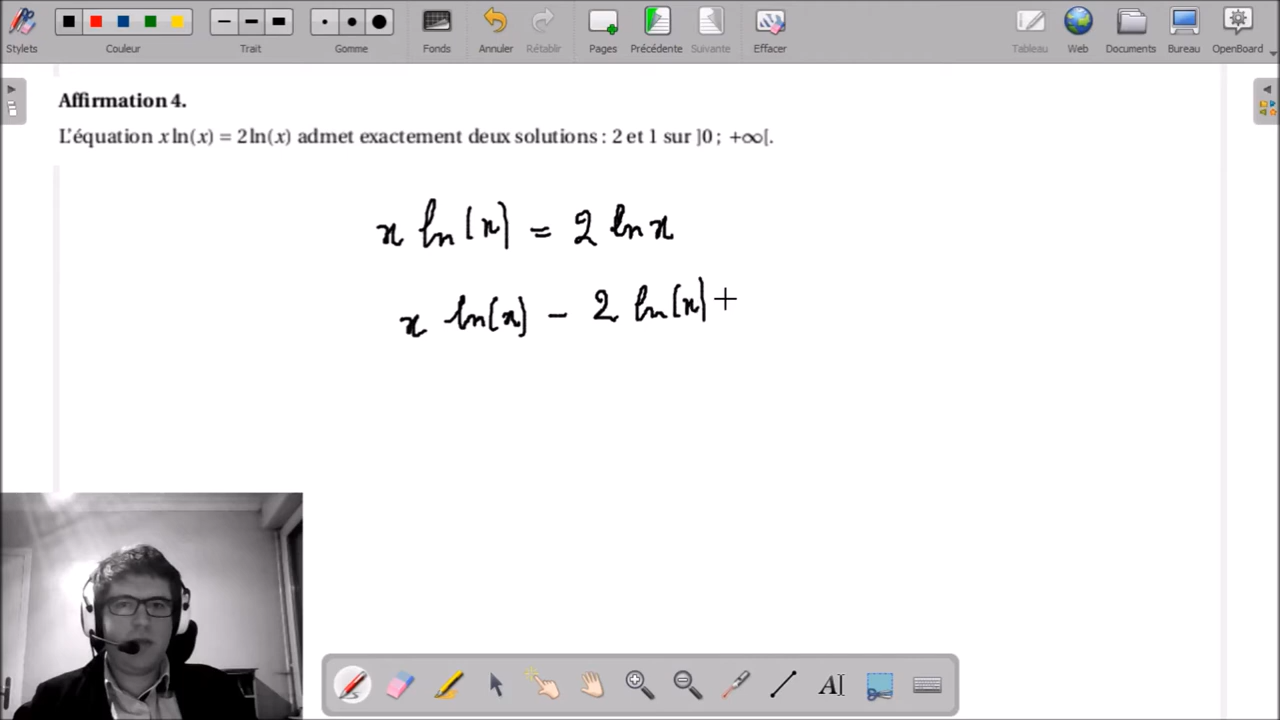 Stylets
Couleur
Trait
Gomme
Fonds
Annuler
Rétablir
Pages
Précédente
Suivante
Effacer
Tableau
Web
Documents
Bureau
OpenBoard
Affirmation 4.
L'équation x ln(x) = 2 ln(x) admet exactement deux solutions : 2 et 1 sur ]0 ; +∞[.
x ln(x) = 2 ln x
x ln(x) - 2 ln(x)
AI